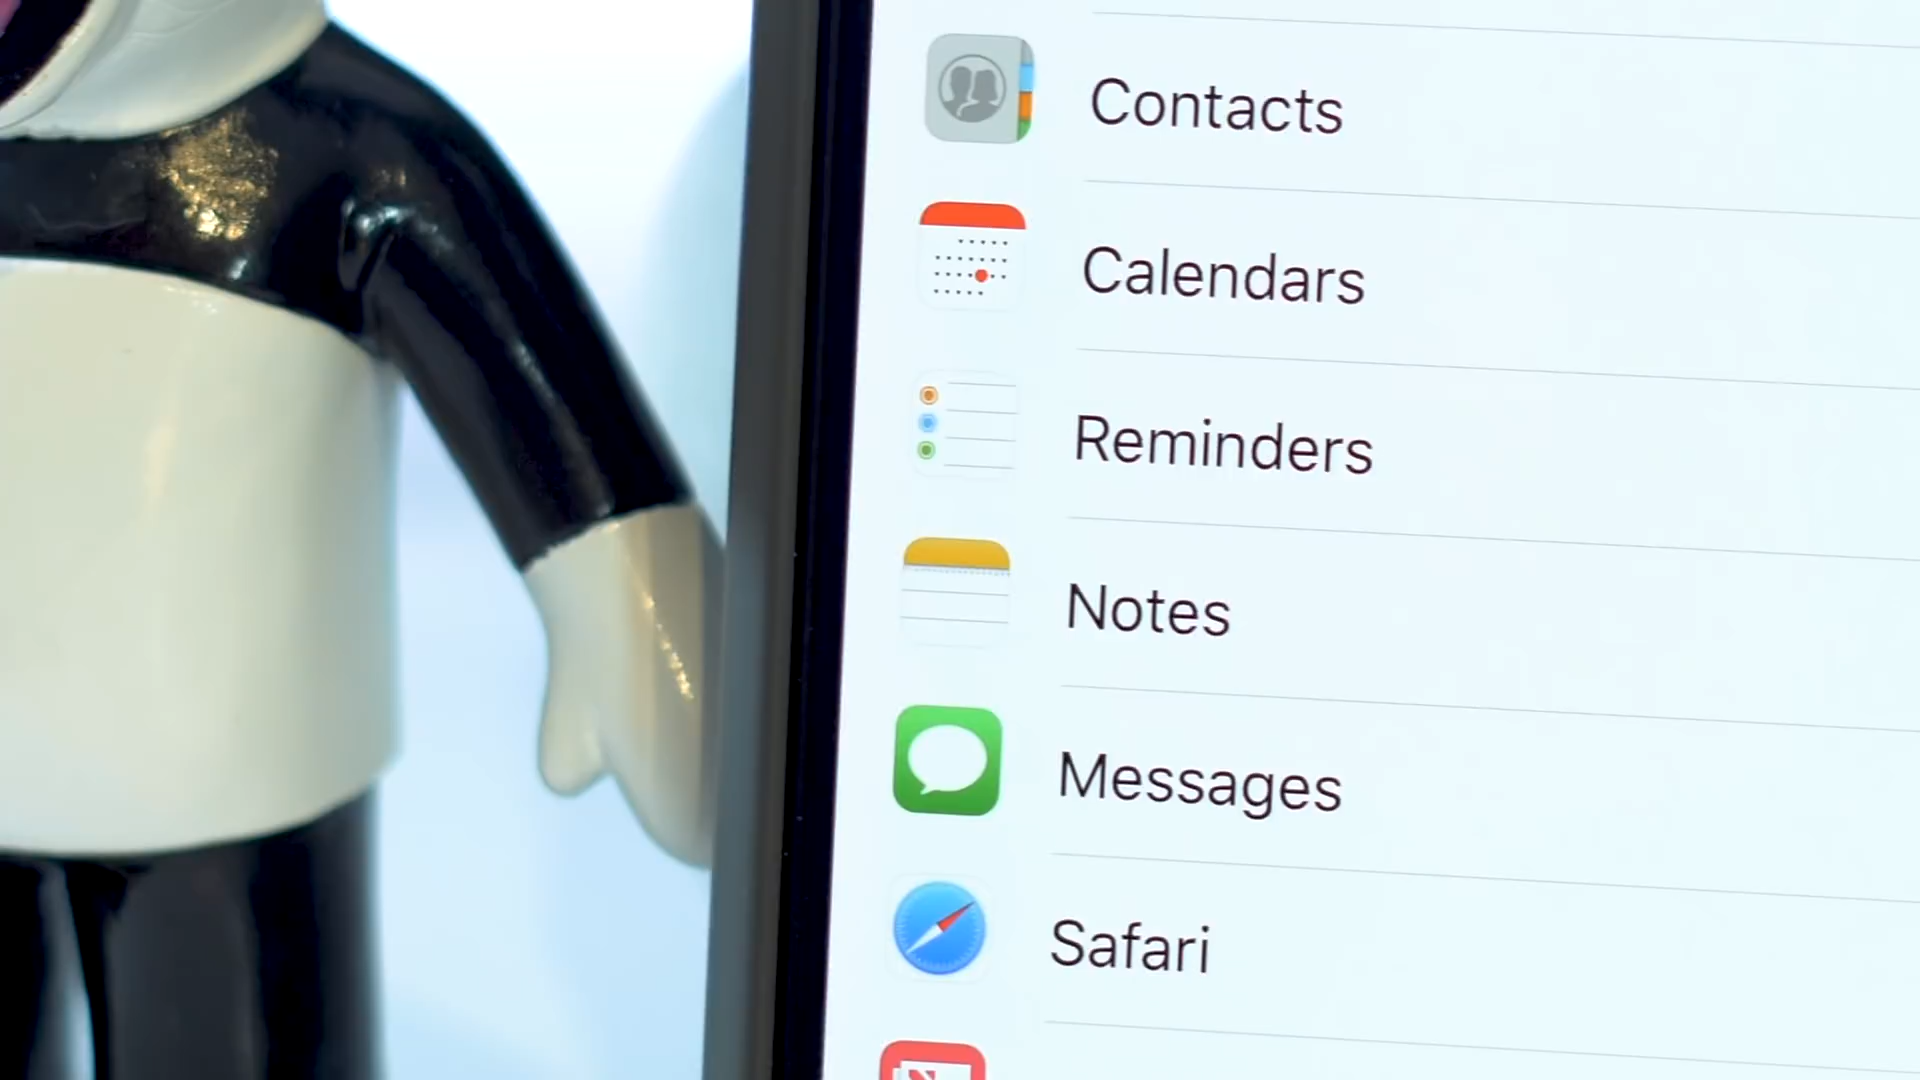 Contacts
Calendars
Reminders
Notes
Messages
Safari